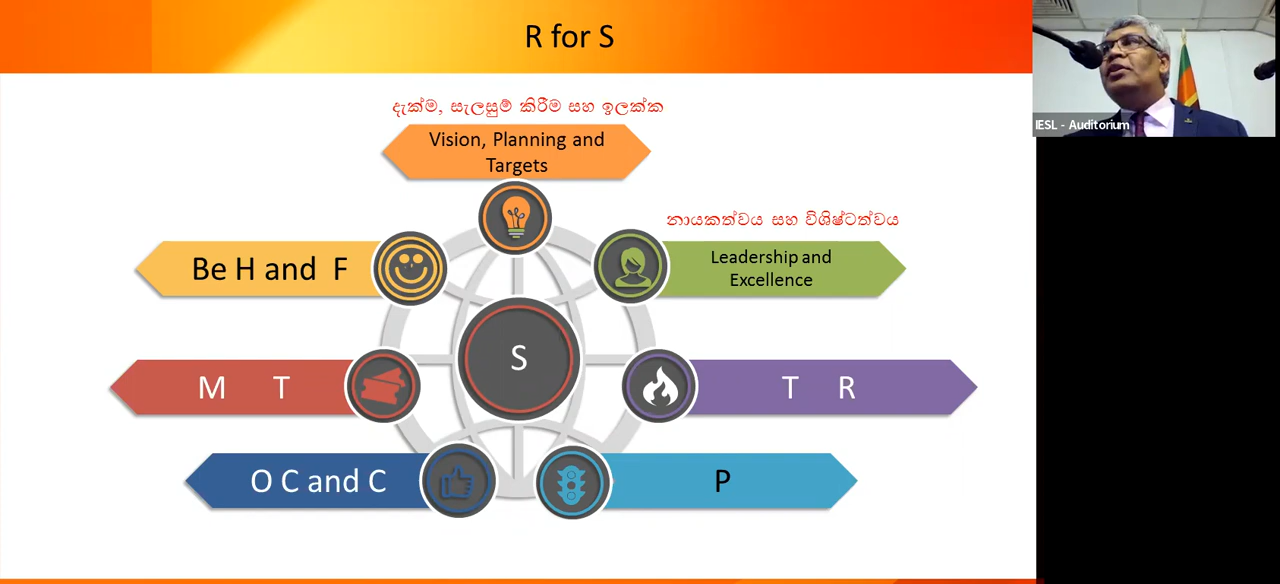 R for S
IESL - Auditorium
දැක්ම, සැලසුම් කිරීම සහ ඉලක්ක
Vision, Planning and
Targets
නායකත්වය සහ විශිෂ්ටත්වය
Be H and F
Leadership and
Excellence
S
M T
T R
O C and C
P